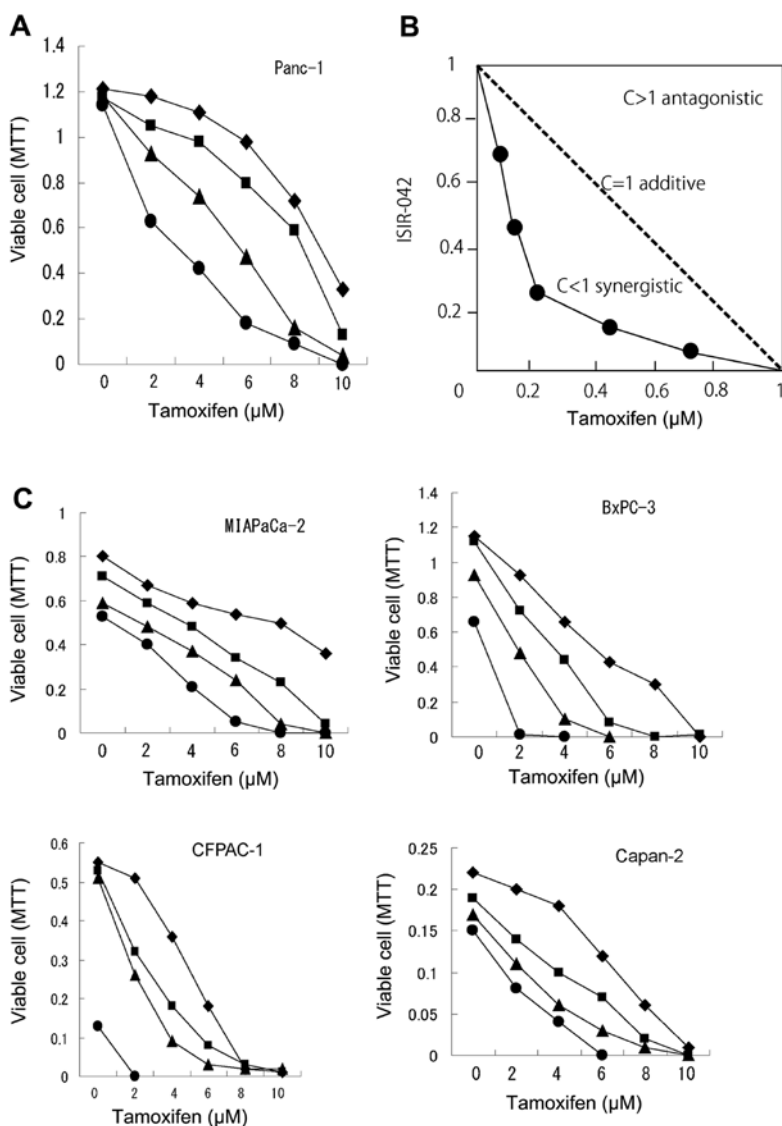 A
Panc-1
Viable cell (MTT)
1.4
1.2
1.0
0.8
0.6
0.4
0.2
0
0 2 4 6 8 10
Tamoxifen (µM)
B
ISIR-042
1
0.8
0.6
0.4
0.2
C>1 antagonistic
C=1 additive
C<1 synergistic
0 0.2 0.4 0.6 0.8 1
Tamoxifen (µM)
C
MIAPaCa-2
Viable cell (MTT)
1
0.8
0.6
0.4
0.2
0
0 2 4 6 8 10
Tamoxifen (µM)
BxPC-3
Viable cell (MTT)
1.4
1.2
1.0
0.8
0.6
0.4
0.2
0
0 2 4 6 8 10
Tamoxifen (µM)
CFPAC-1
Viable cell (MTT)
0.6
0.5
0.4
0.3
0.2
0.1
0
0 2 4 6 8 10
Tamoxifen (µM)
Capan-2
Viable cell (MTT)
0.25
0.2
0.15
0.1
0.05
0
0 2 4 6 8 10
Tamoxifen (µM)